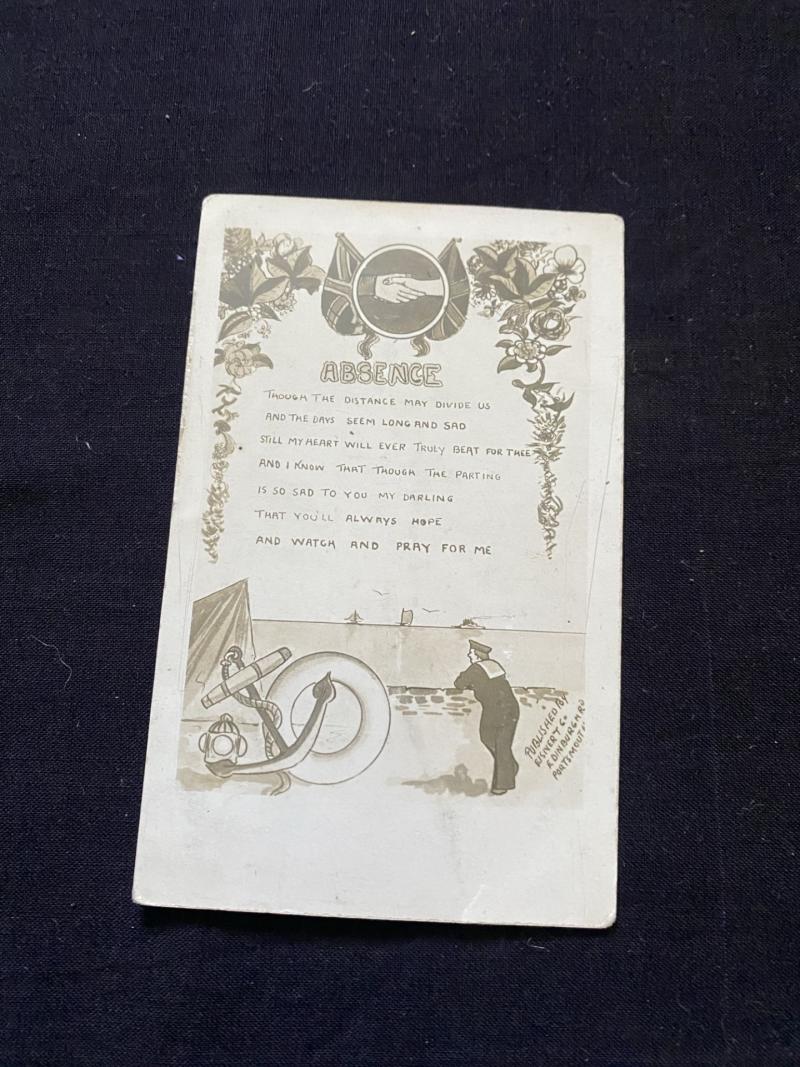 ABSENCE
THOUGH THE DISTANCE MAY DIVIDE US
AND THE DAYS SEEM LONG AND SAD
STILL MY HEART WILL EVER TRULY BEAT FOR THEE
AND I KNOW THAT THOUGH THE PARTING
IS SO SAD TO YOU MY DARLING
THAT YOU'LL ALWAYS HOPE
AND WATCH AND PRAY FOR ME
PUBLISHED BY
& Co
EDINBURGH RD
PORTSMOUTH